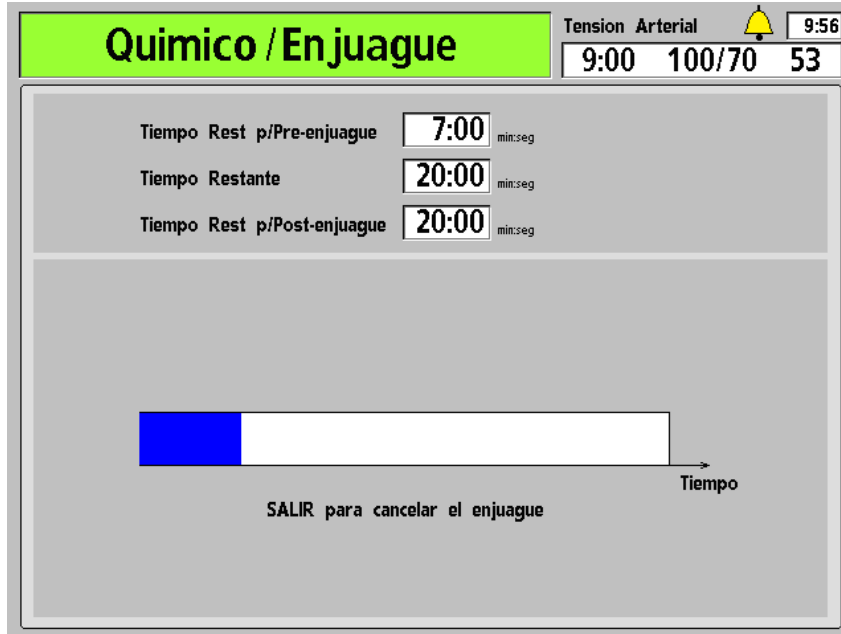 Quimico / Enjuague
Tension Arterial
9:56
9:00 100/70 53
Tiempo Rest p/Pre-enjuague 7:00 min:seg
Tiempo Restante 20:00 min:seg
Tiempo Rest p/Post-enjuague 20:00 min:seg
Tiempo
SALIR para cancelar el enjuague